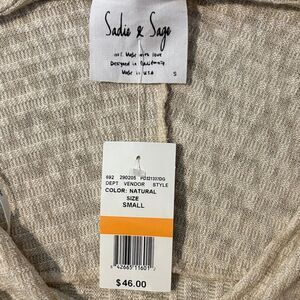 Sadie & Sage
100% Made with love
Designed in California
Made in USA
S
692 290205 FD321337DG
DEPT VENDOR STYLE
COLOR: NATURAL
SIZE
SMALL
$46.00